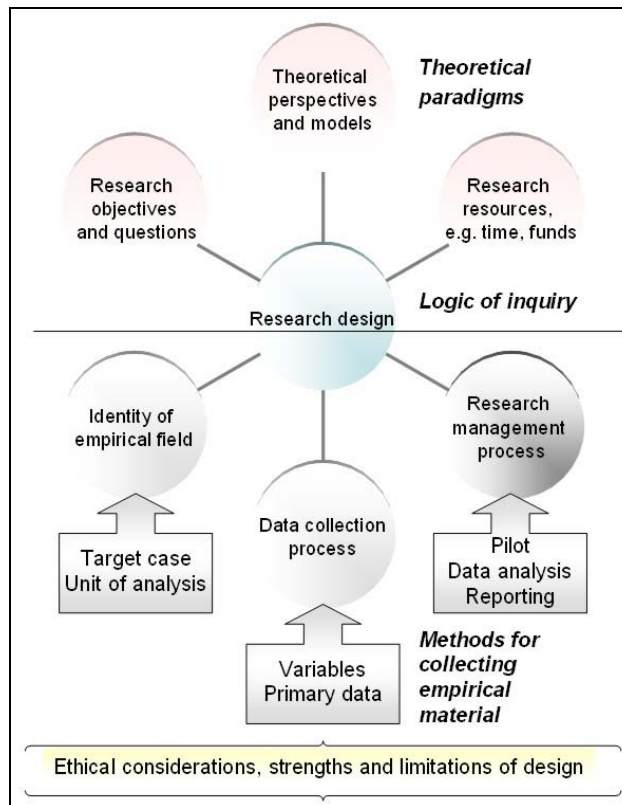 Theoretical
perspectives
and models
Theoretical
paradigms
Research
objectives
and questions
Research
resources,
e.g. time, funds
Research design
Logic of inquiry
Identity of
empirical field
Research
management
process
Data collection
process
Target case
Unit of analysis
Pilot
Data analysis
Reporting
Variables
Primary data
Methods for
collecting
empirical
material
Ethical considerations, strengths and limitations of design